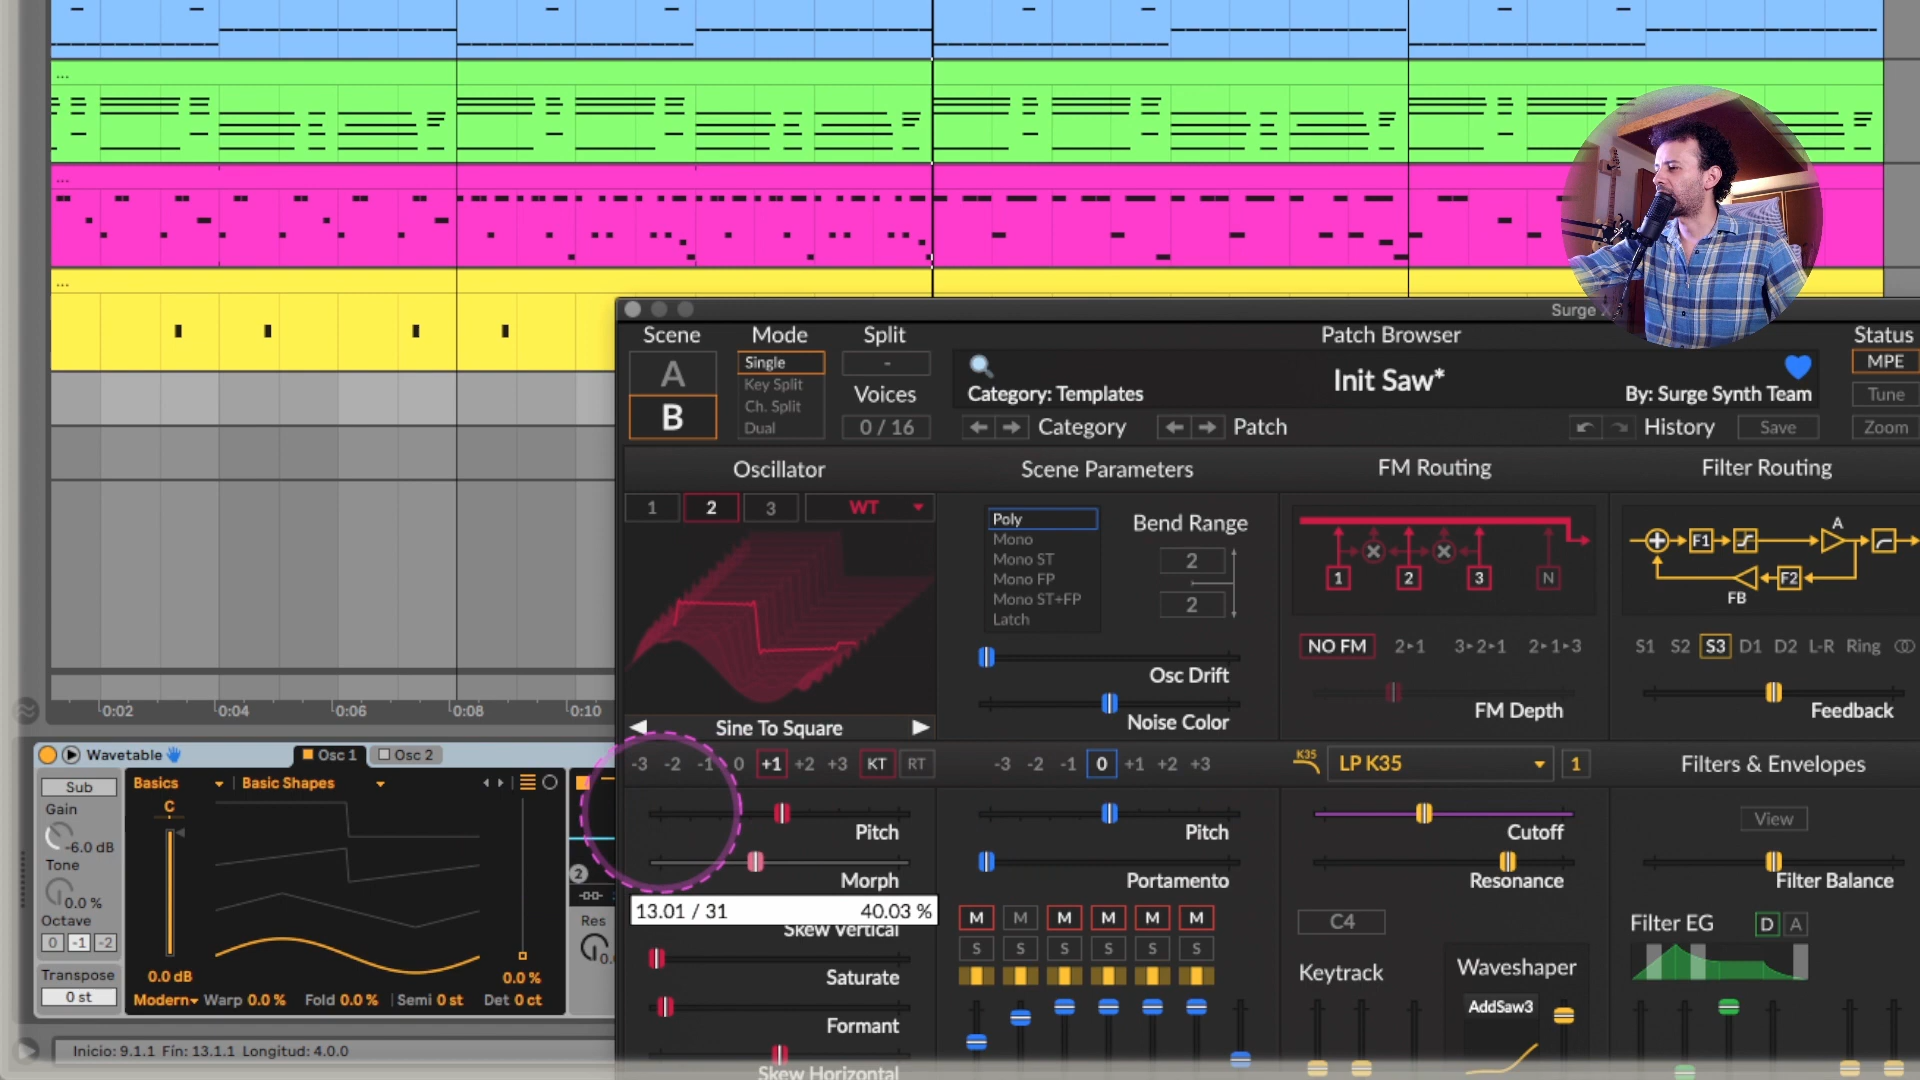 ...
...
...
Surge
Scene Mode Split
Patch Browser
Status
A
B
Single
Key Split
Ch. Split
Dual
-
Voices
0 / 16
Category: Templates
Init Saw*
By: Surge Synth Team
MPE
Tune
Category
Patch
History Save
Zoom
Oscillator
Scene Parameters
FM Routing
Filter Routing
1 2 3 WT
Poly
Mono
Mono ST
Mono FP
Mono ST+FP
Latch
Bend Range
2
2
1 2 3 N
F1 A
F2
FB
NO FM 2▸1 3▸2▸1 2▸1▸3
S1 S2 S3 D1 D2 L-R Ring
Osc Drift
Noise Color
FM Depth
Feedback
0:02 0:04 0:06 0:08 0:10
Sine To Square
-3 -2 -1 0 +1 +2 +3 KT RT
-3 -2 -1 0 +1 +2 +3
K35 LP K35 1
Filters & Envelopes
Pitch
Pitch
Cutoff
View
Morph
Portamento
Resonance
Filter Balance
13.01 / 31 40.03 %
Skew Vertical
M M M M M M
S S S S S S
C4
Filter EG D A
Saturate
Keytrack
Waveshaper
AddSaw3
Formant
Skew Horizontal
Wavetable
Osc 1
Osc 2
Sub
Basics
Basic Shapes
Gain
-6.0 dB
Tone
0.0 %
Octave
0 -1 -2
Transpose
0 st
C
0.0 dB
0.0 %
Modern Warp 0.0 % Fold 0.0 % Semi 0 st Det 0 ct
2
Res
Inicio: 9.1.1 Fín: 13.1.1 Longitud: 4.0.0